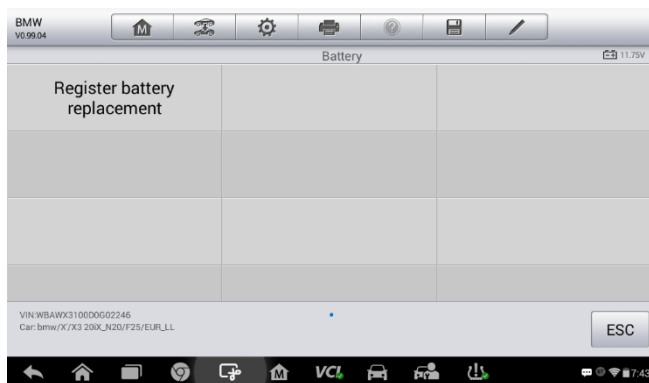 BMW
V0.99.04
M
Battery
11.75V
Register battery
replacement
VIN:WBAWX3100D0G02246
Car: bmw/X'/X3 20iX_N20/F25/EUR_LL
ESC
M
VCI
7:43